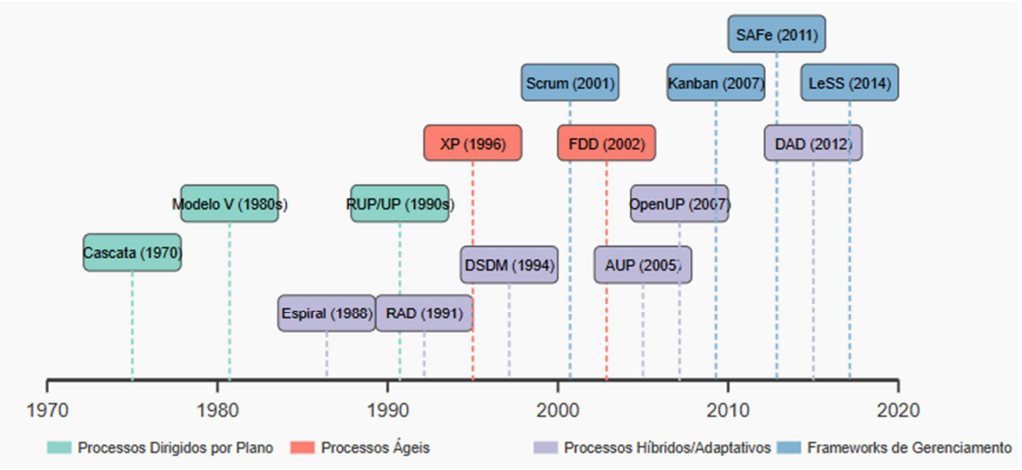 SAFe (2011)
Scrum (2001)
Kanban (2007)
LeSS (2014)
XP (1996)
FDD (2002)
DAD (2012)
Modelo V (1980s)
RUP/UP (1990s)
OpenUP (2007)
Cascata (1970)
DSDM (1994)
AUP (2005)
Espiral (1988)
RAD (1991)
1970
1980
1990
2000
2010
2020
Processos Dirigidos por Plano
Processos Ágeis
Processos Híbridos/Adaptativos
Frameworks de Gerenciamento